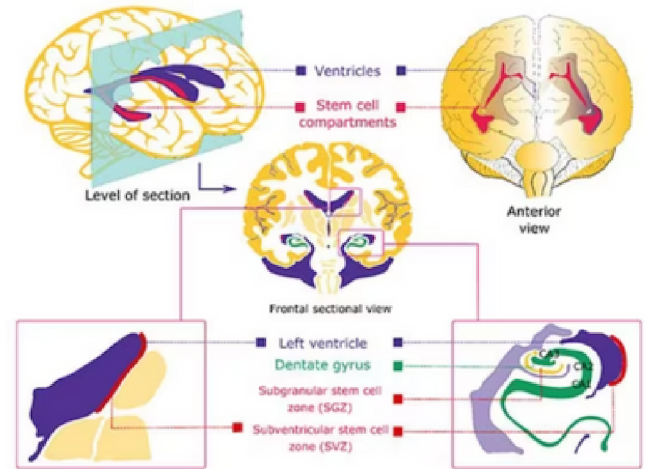 Ventricles
Stem cell
compartments
Level of section
Anterior
view
Frontal sectional view
Left ventricle
Dentate gyrus
Subgranular stem cell
zone (SGZ)
Subventricular stem cell
zone (SVZ)
CA3
CA2
CA1